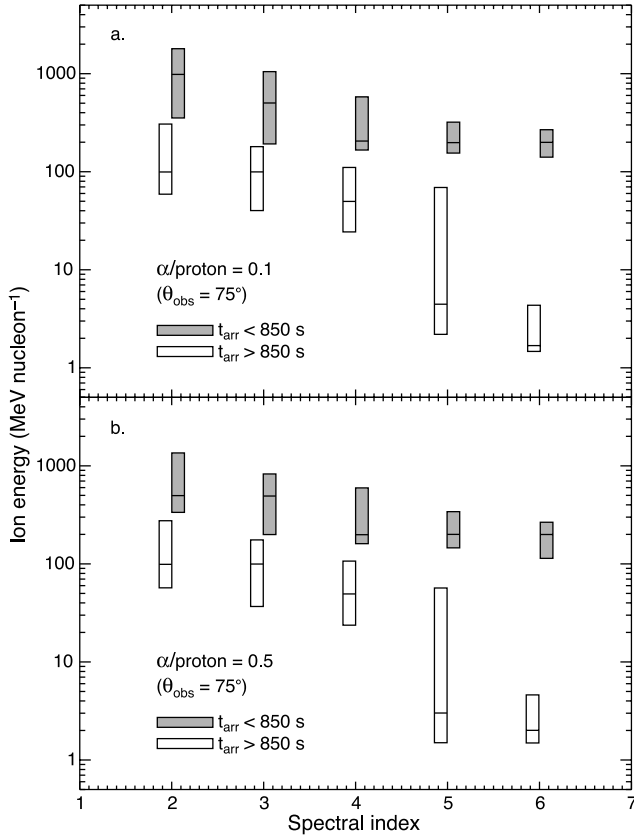 a.
1000
100
10
1
α/proton = 0.1
(θobs = 75°)
tarr < 850 s
tarr > 850 s
Ion energy (MeV nucleon−1)
b.
1000
100
10
1
α/proton = 0.5
(θobs = 75°)
tarr < 850 s
tarr > 850 s
1 2 3 4 5 6 7
Spectral index